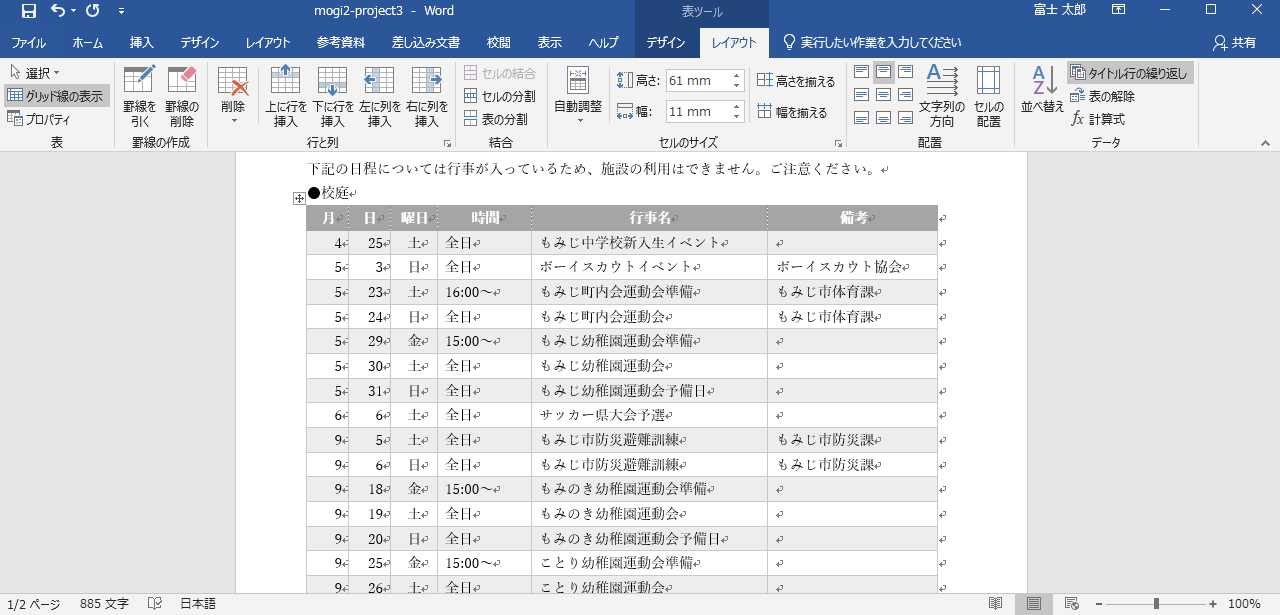 mogi2-project3 - Word
表ツール
富士 太郎
ファイル ホーム 挿入 デザイン レイアウト 参考資料 差し込み文書 校閲 表示 ヘルプ デザイン レイアウト 実行したい作業を入力してください 共有
選択
グリッド線の表示
プロパティ
表
罫線を引く
罫線の削除
罫線の作成
削除
上に行を挿入
下に行を挿入
左に列を挿入
右に列を挿入
行と列
セルの結合
セルの分割
表の分割
結合
自動調整
高さ: 61 mm
幅: 11 mm
高さを揃える
幅を揃える
セルのサイズ
文字列の方向
セルの配置
配置
並べ替え
タイトル行の繰り返し
表の解除
計算式
データ
下記の日程については行事が入っているため、施設の利用はできません。ご注意ください。
●校庭
月 日 曜日 時間 行事名 備考
4 25 土 全日 もみじ中学校新入生イベント
5 3 日 全日 ボーイスカウトイベント ボーイスカウト協会
5 23 土 16:00～ もみじ町内会運動会準備 もみじ市体育課
5 24 日 全日 もみじ町内会運動会 もみじ市体育課
5 29 金 15:00～ もみじ幼稚園運動会準備
5 30 土 全日 もみじ幼稚園運動会
5 31 日 全日 もみじ幼稚園運動会予備日
6 6 土 全日 サッカー県大会予選
9 5 土 全日 もみじ市防災避難訓練 もみじ市防災課
9 6 日 全日 もみじ市防災避難訓練 もみじ市防災課
9 18 金 15:00～ もみのき幼稚園運動会準備
9 19 土 全日 もみのき幼稚園運動会
9 20 日 全日 もみのき幼稚園運動会予備日
9 25 金 15:00～ ことり幼稚園運動会準備
9 26 土 全日 ことり幼稚園運動会
1/2 ページ 885 文字 日本語 100%